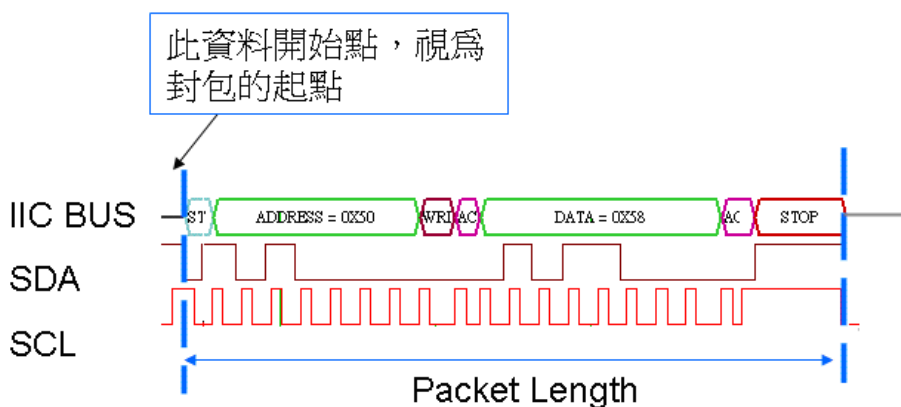 此資料開始點，視為
封包的起點
IIC BUS
ST
ADDRESS = 0X50
WRI
AC
DATA = 0X58
AC
STOP
SDA
SCL
Packet Length